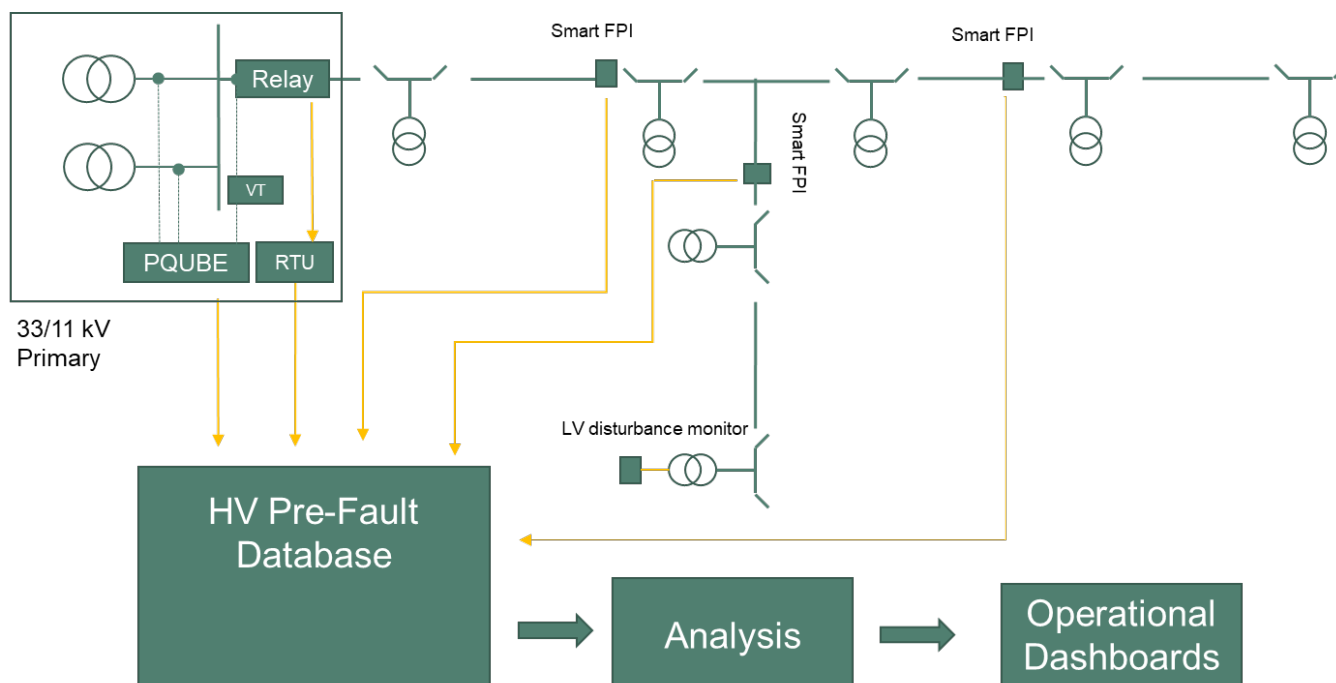 Smart FPI
Smart FPI
Relay
Smart FPI
VT
PQUBE
RTU
33/11 kV
Primary
LV disturbance monitor
HV Pre-Fault
Database
Analysis
Operational
Dashboards